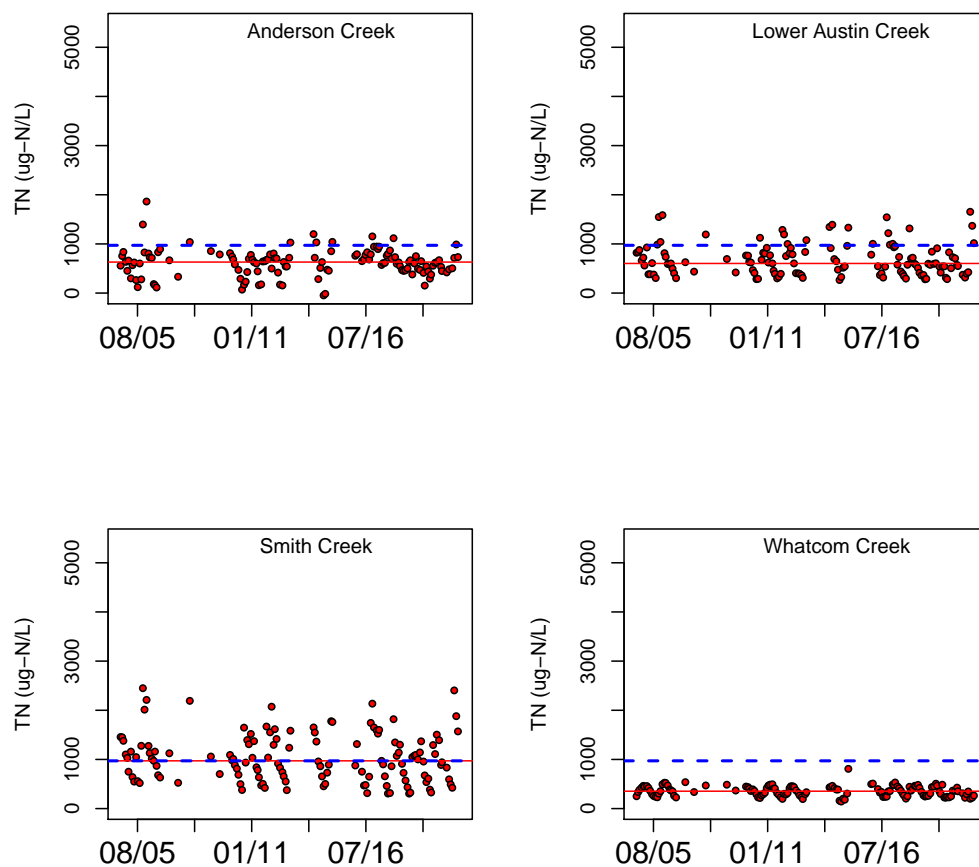 Anderson Creek
TN (ug−N/L)
5000
3000
1000
0
08/05 01/11 07/16
Lower Austin Creek
TN (ug−N/L)
5000
3000
1000
0
08/05 01/11 07/16
Smith Creek
TN (ug−N/L)
5000
3000
1000
0
08/05 01/11 07/16
Whatcom Creek
TN (ug−N/L)
5000
3000
1000
0
08/05 01/11 07/16